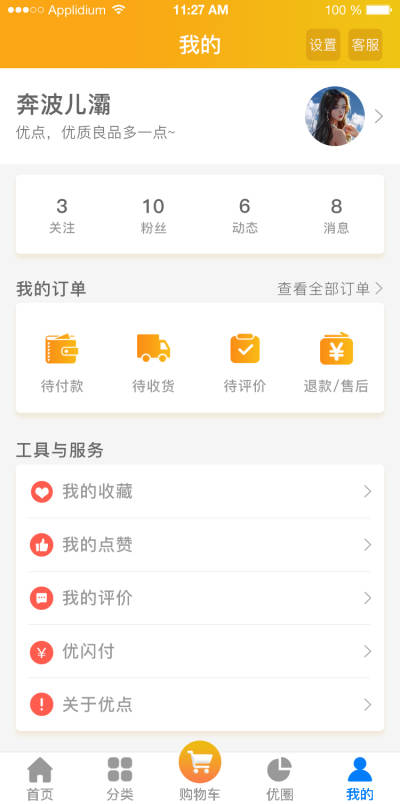 Applidium 11:27 AM 100 %
我的
设置 客服
奔波儿灞
优点，优质良品多一点~
3 10 6 8
关注 粉丝 动态 消息
我的订单 查看全部订单
待付款 待收货 待评价 退款/售后
工具与服务
我的收藏
我的点赞
我的评价
优闪付
关于优点
首页 分类 购物车 优圈 我的